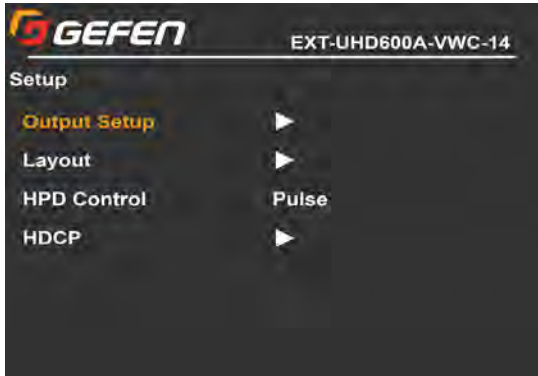 GEFEN
EXT-UHD600A-VWC-14
Setup
Output Setup
Layout
HPD Control Pulse
HDCP